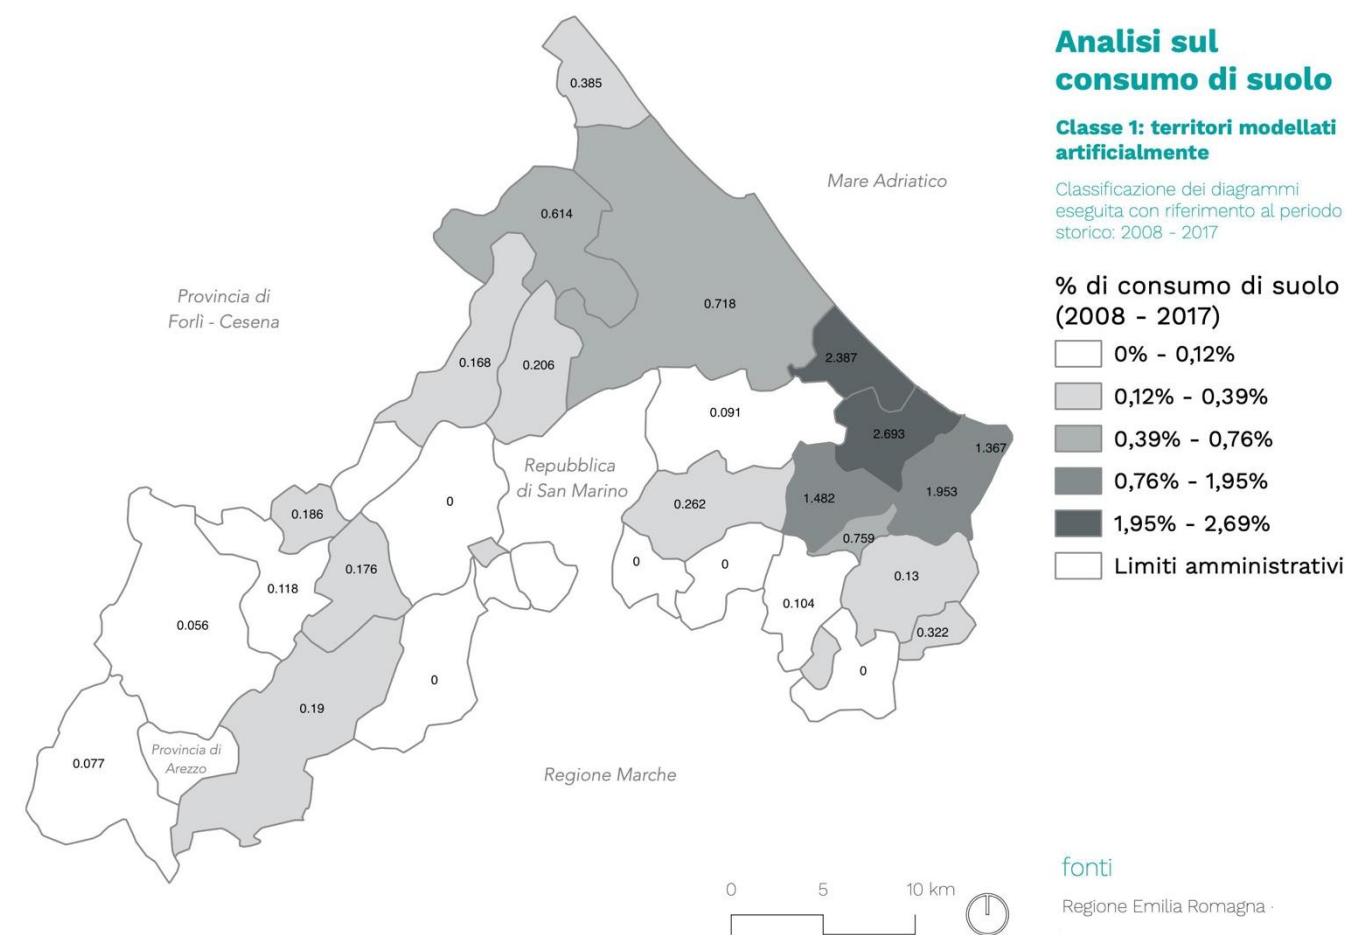 Analisi sul
consumo di suolo
Classe 1: territori modellati
artificialmente
Classificazione dei diagrammi
eseguita con riferimento al periodo
storico: 2008 - 2017
% di consumo di suolo
(2008 - 2017)
0% - 0,12%
0,12% - 0,39%
0,39% - 0,76%
0,76% - 1,95%
1,95% - 2,69%
Limiti amministrativi
0.385
Mare Adriatico
0.614
Provincia di
Forlì - Cesena
0.718
0.168
0.206
2.387
0.091
2.693
1.367
Repubblica
di San Marino
0
0.262
1.482
1.953
0.186
0.759
0.176
0
0
0.13
0.118
0.104
0.056
0.322
0
0
0.19
Provincia di
Arezzo
0.077
Regione Marche
0
5
10 km
fonti
Regione Emilia Romagna ·